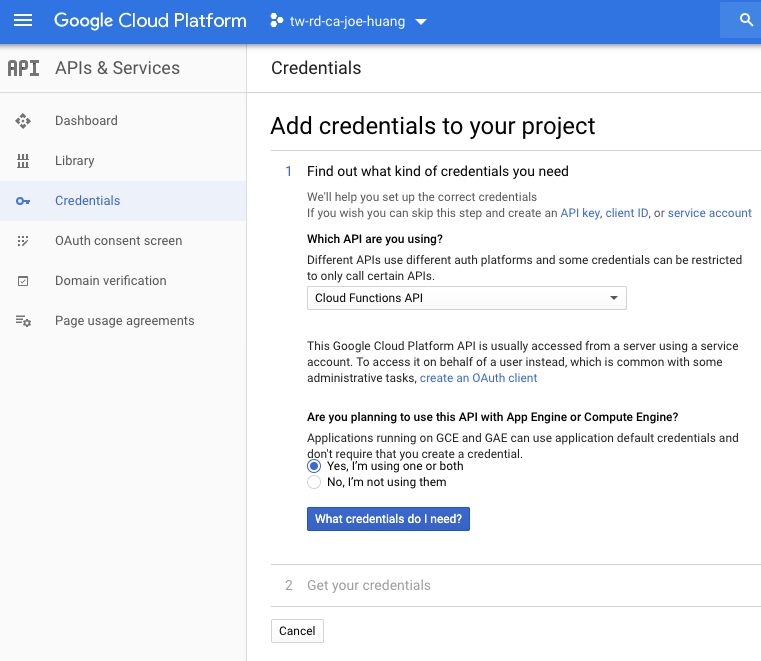 Google Cloud Platform
tw-rd-ca-joe-huang
API
APIs & Services
Dashboard
Library
Credentials
OAuth consent screen
Domain verification
Page usage agreements
Credentials
Add credentials to your project
1 Find out what kind of credentials you need
We'll help you set up the correct credentials
If you wish you can skip this step and create an API key, client ID, or service account
Which API are you using?
Different APIs use different auth platforms and some credentials can be restricted
to only call certain APIs.
Cloud Functions API
This Google Cloud Platform API is usually accessed from a server using a service
account. To access it on behalf of a user instead, which is common with some
administrative tasks, create an OAuth client
Are you planning to use this API with App Engine or Compute Engine?
Applications running on GCE and GAE can use application default credentials and
don't require that you create a credential.
Yes, I'm using one or both
No, I'm not using them
What credentials do I need?
2 Get your credentials
Cancel